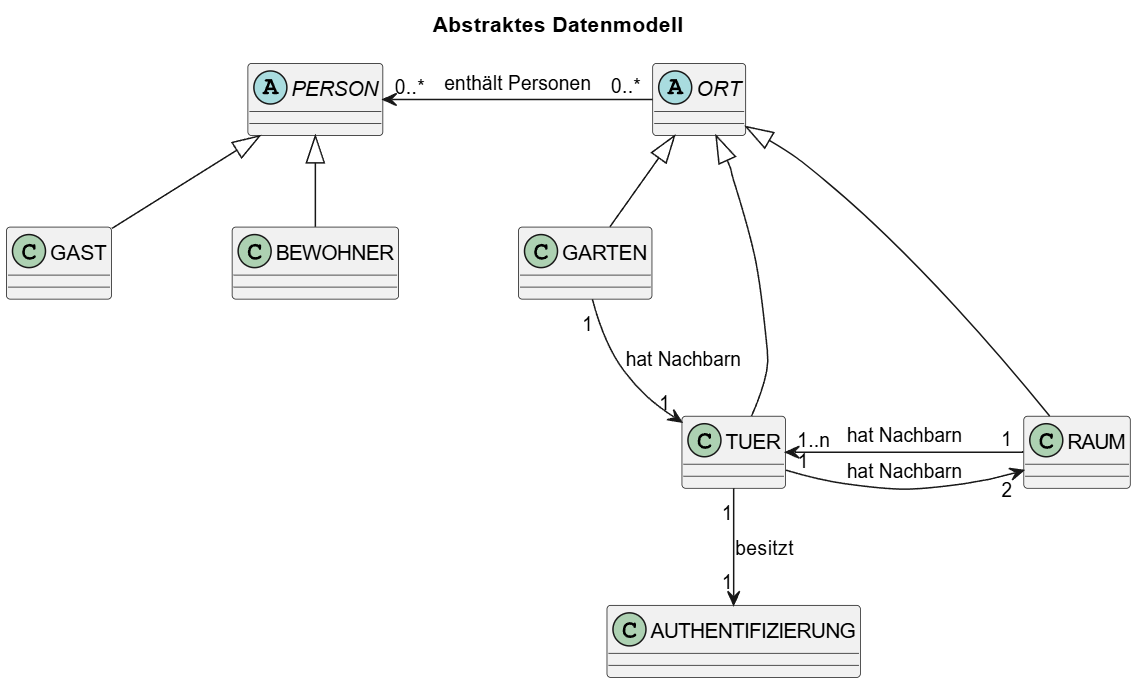 Abstraktes Datenmodell
A PERSON
0..* enthält Personen 0..*
A ORT
C GAST
C BEWOHNER
C GARTEN
1
hat Nachbarn
1
C TUER
1..n hat Nachbarn 1
1 hat Nachbarn 2
C RAUM
1
besitzt
1
C AUTHENTIFIZIERUNG